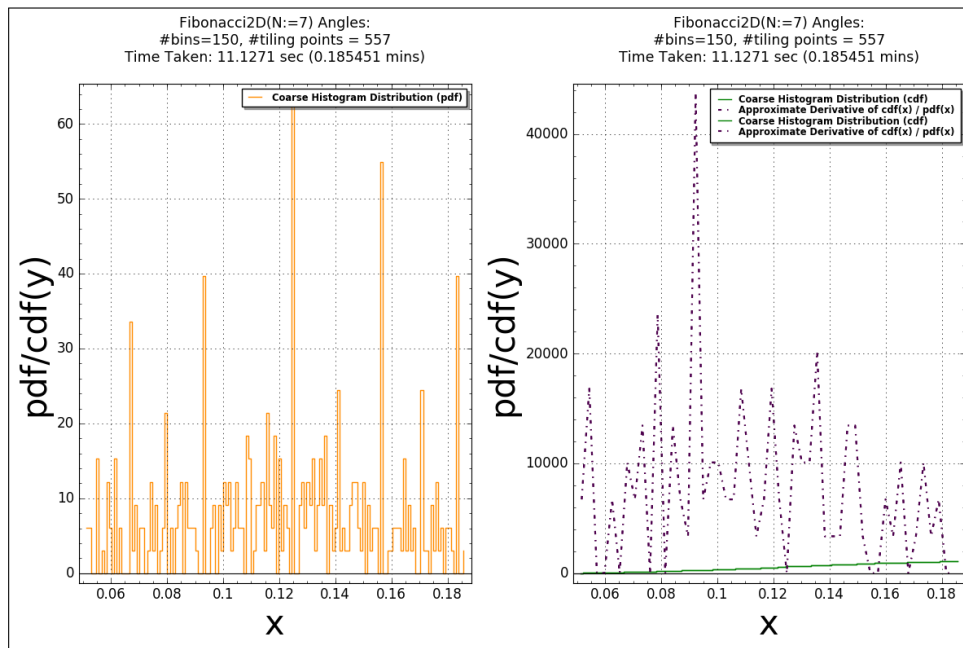 Fibonacci2D(N:=7) Angles:
#bins=150, #tiling points = 557
Time Taken: 11.1271 sec (0.185451 mins)
Coarse Histogram Distribution (pdf)
60
50
40
30
20
10
0
0.06 0.08 0.10 0.12 0.14 0.16 0.18
pdf/cdf(y)
x
Fibonacci2D(N:=7) Angles:
#bins=150, #tiling points = 557
Time Taken: 11.1271 sec (0.185451 mins)
Coarse Histogram Distribution (cdf)
Approximate Derivative of cdf(x) / pdf(x)
Coarse Histogram Distribution (cdf)
Approximate Derivative of cdf(x) / pdf(x)
40000
30000
20000
10000
0
0.06 0.08 0.1 0.12 0.14 0.16 0.18
pdf/cdf(y)
x